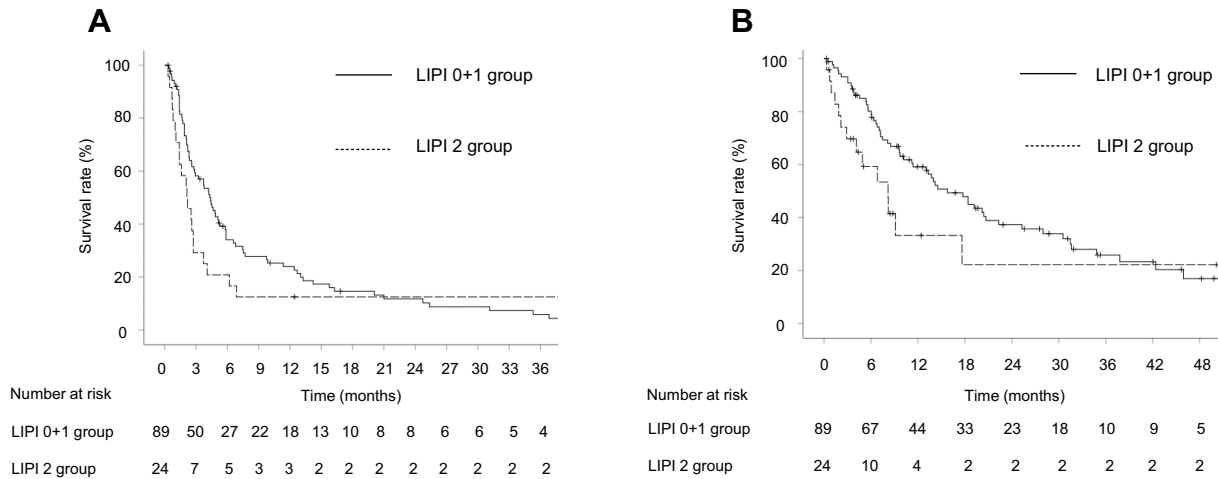 A
LIPI 0+1 group
LIPI 2 group
Survival rate (%)
100
80
60
40
20
0
0 3 6 9 12 15 18 21 24 27 30 33 36
Time (months)
Number at risk
LIPI 0+1 group 89 50 27 22 18 13 10 8 8 6 6 5 4
LIPI 2 group 24 7 5 3 3 2 2 2 2 2 2 2 2
B
LIPI 0+1 group
LIPI 2 group
Survival rate (%)
100
80
60
40
20
0
0 6 12 18 24 30 36 42 48
Time (months)
Number at risk
LIPI 0+1 group 89 67 44 33 23 18 10 9 5
LIPI 2 group 24 10 4 2 2 2 2 2 2